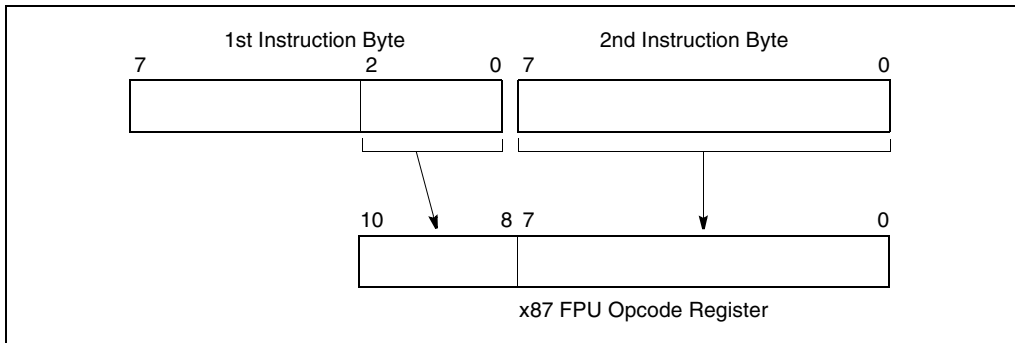 1st Instruction Byte 2nd Instruction Byte
7 2 0 7 0
10 8 7 0
x87 FPU Opcode Register